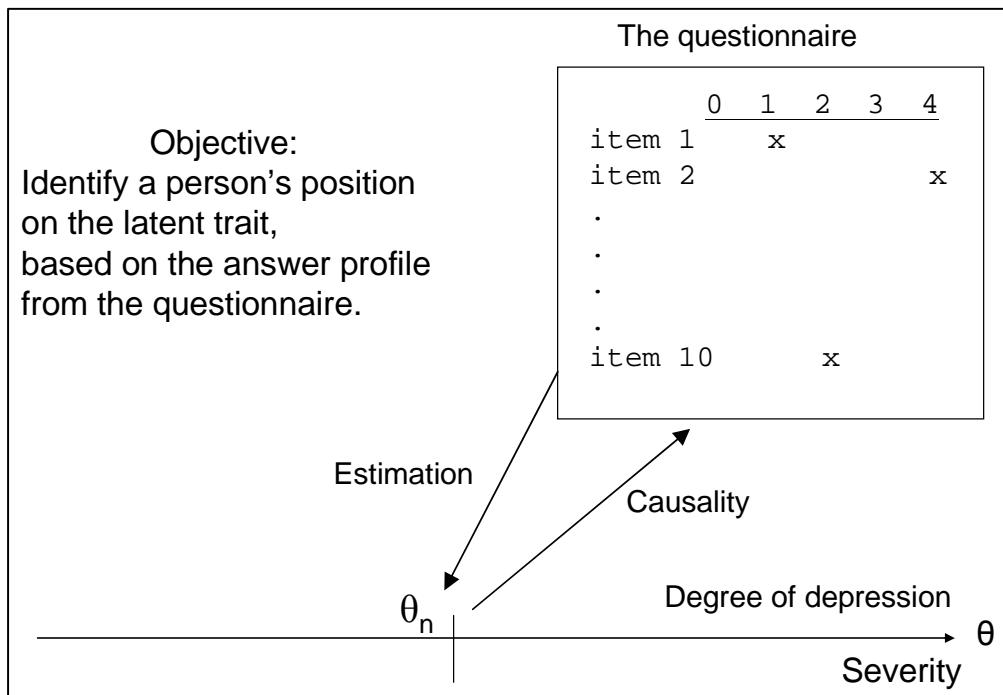 The questionnaire
0 1 2 3 4
item 1 x
item 2 x
.
.
.
.
item 10 x
Objective:
Identify a person’s position
on the latent trait,
based on the answer profile
from the questionnaire.
Estimation
Causality
θn
Degree of depression
θ
Severity